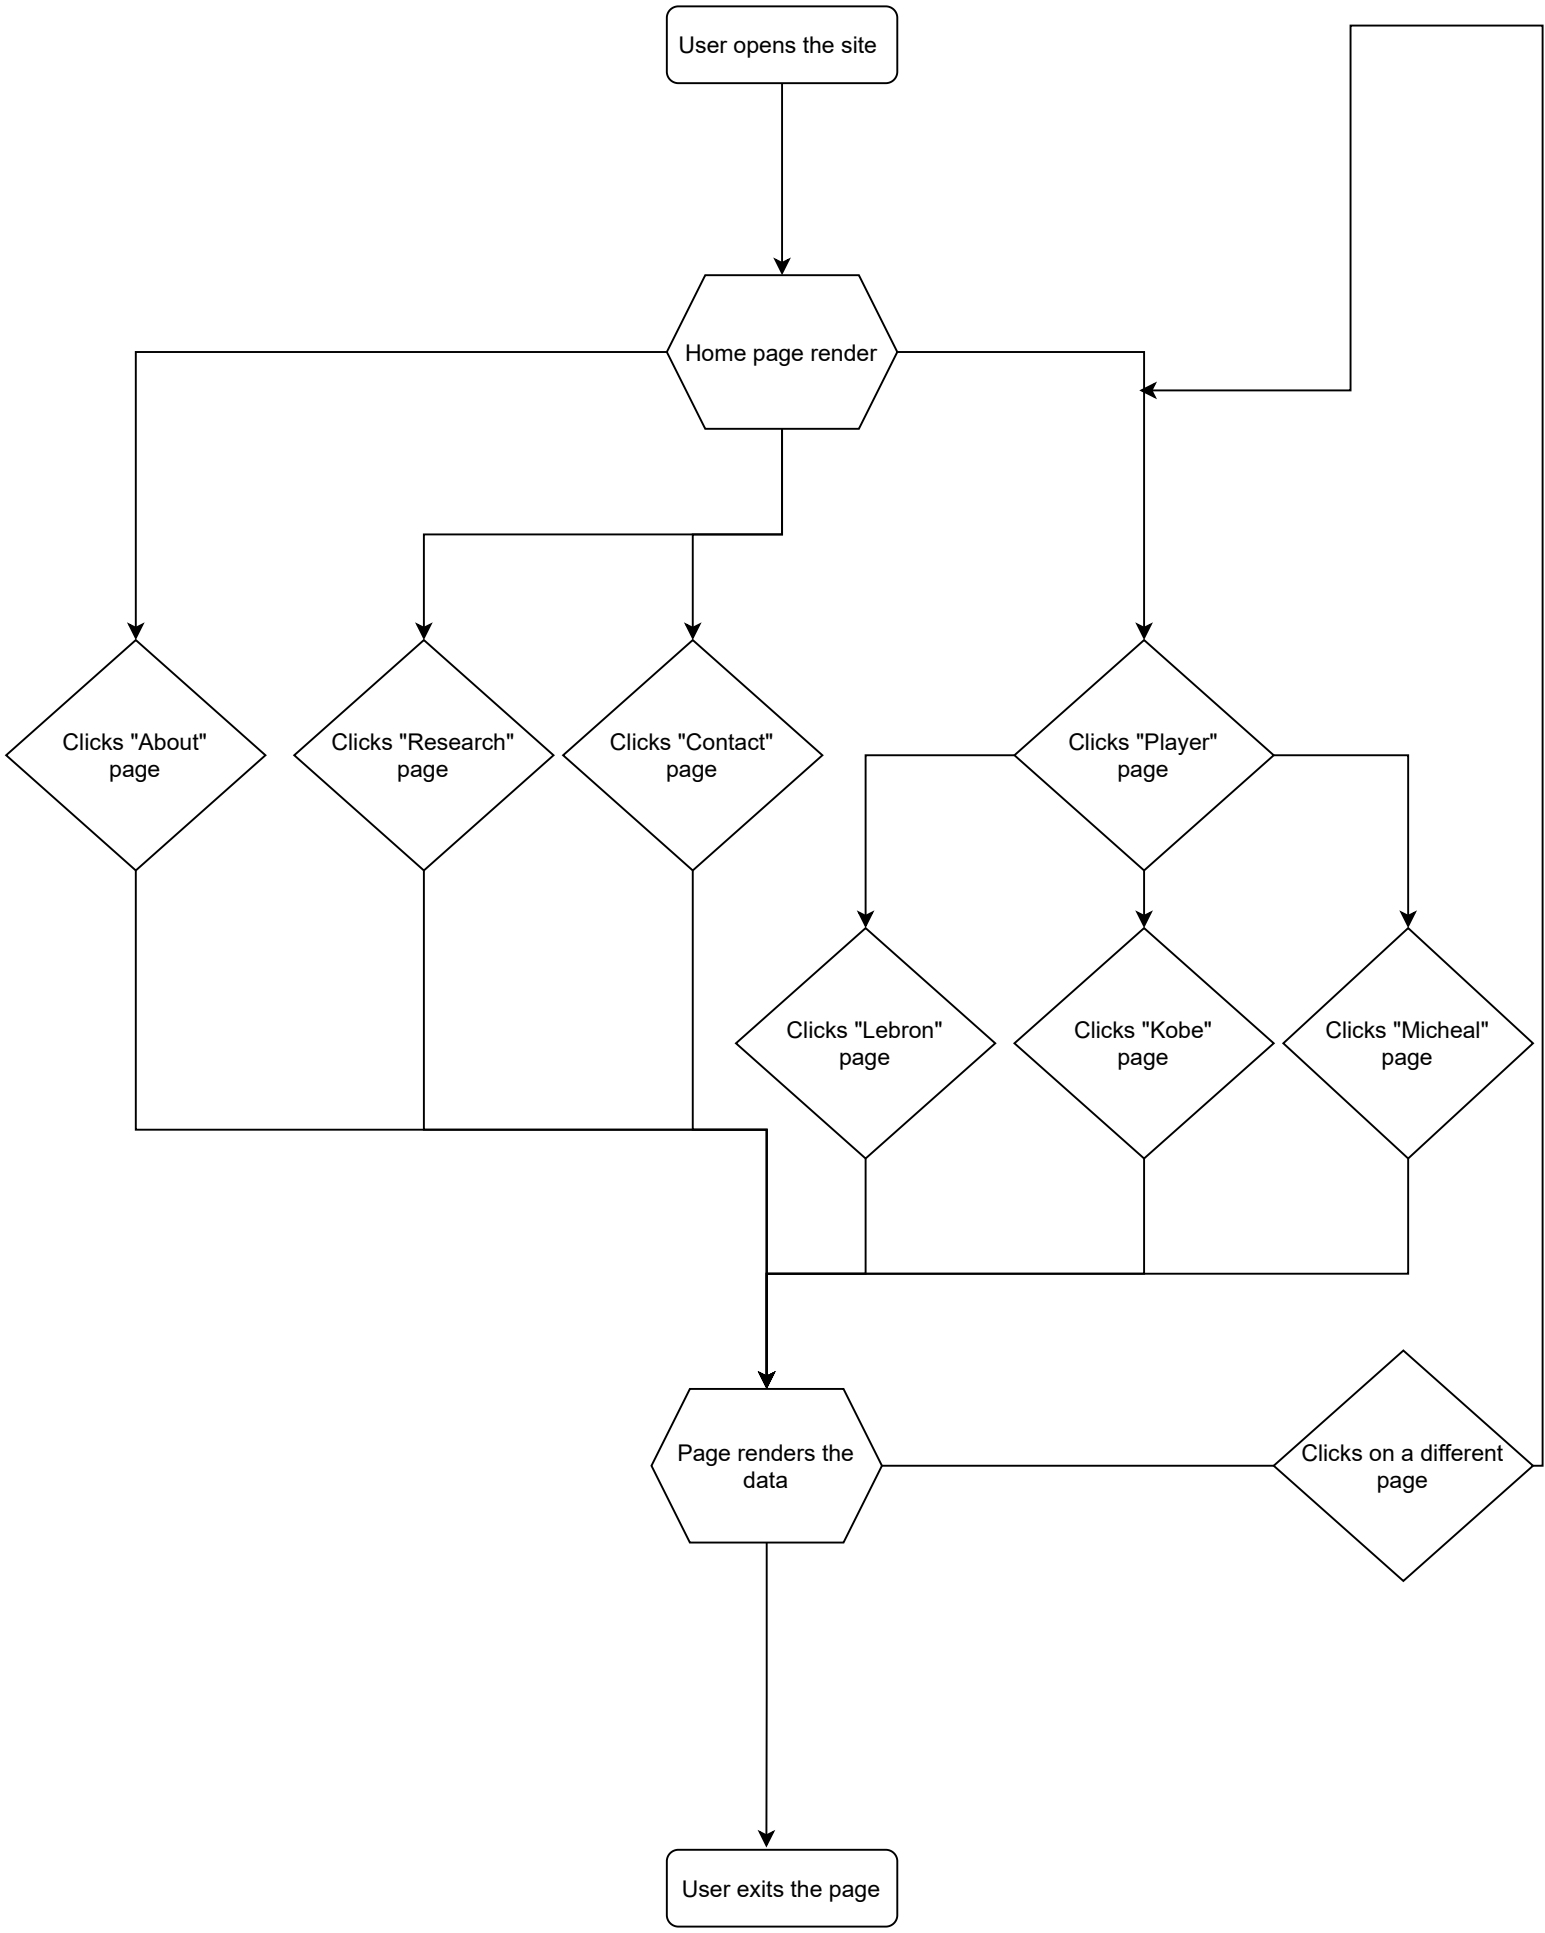 User opens the site
Home page render
Clicks "About"
page
Clicks "Research"
page
Clicks "Contact"
page
Clicks "Player"
page
Clicks "Lebron"
page
Clicks "Kobe"
page
Clicks "Micheal"
page
Page renders the
data
Clicks on a different
page
User exits the page